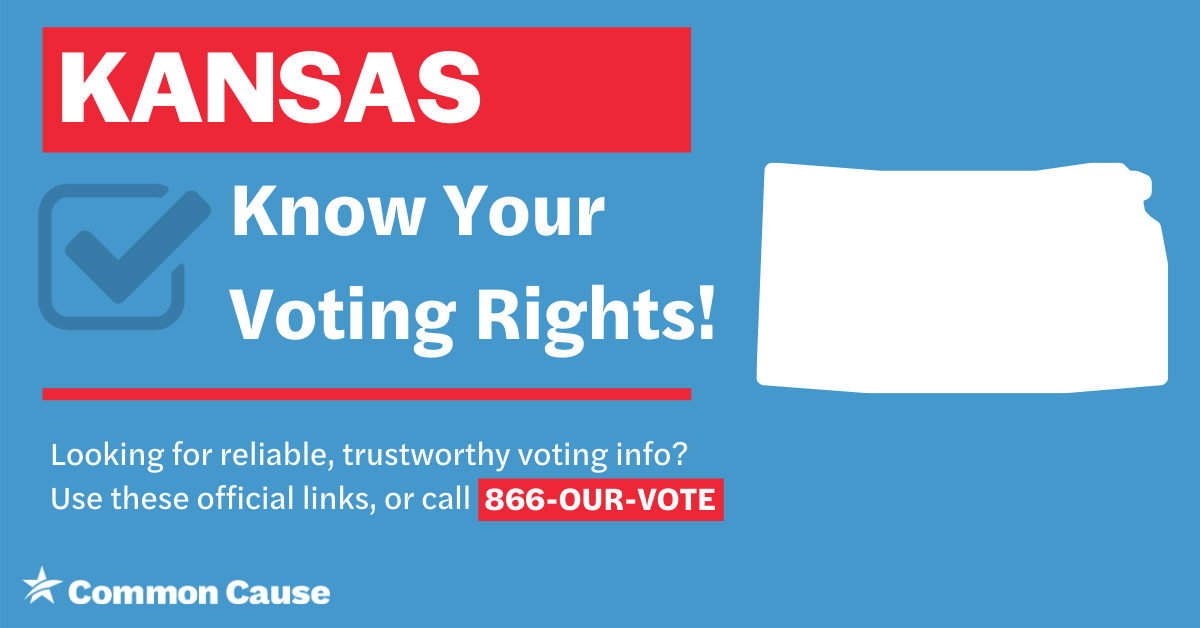 KANSAS
Know Your
Voting Rights!
Looking for reliable, trustworthy voting info?
Use these official links, or call 866-OUR-VOTE
Common Cause